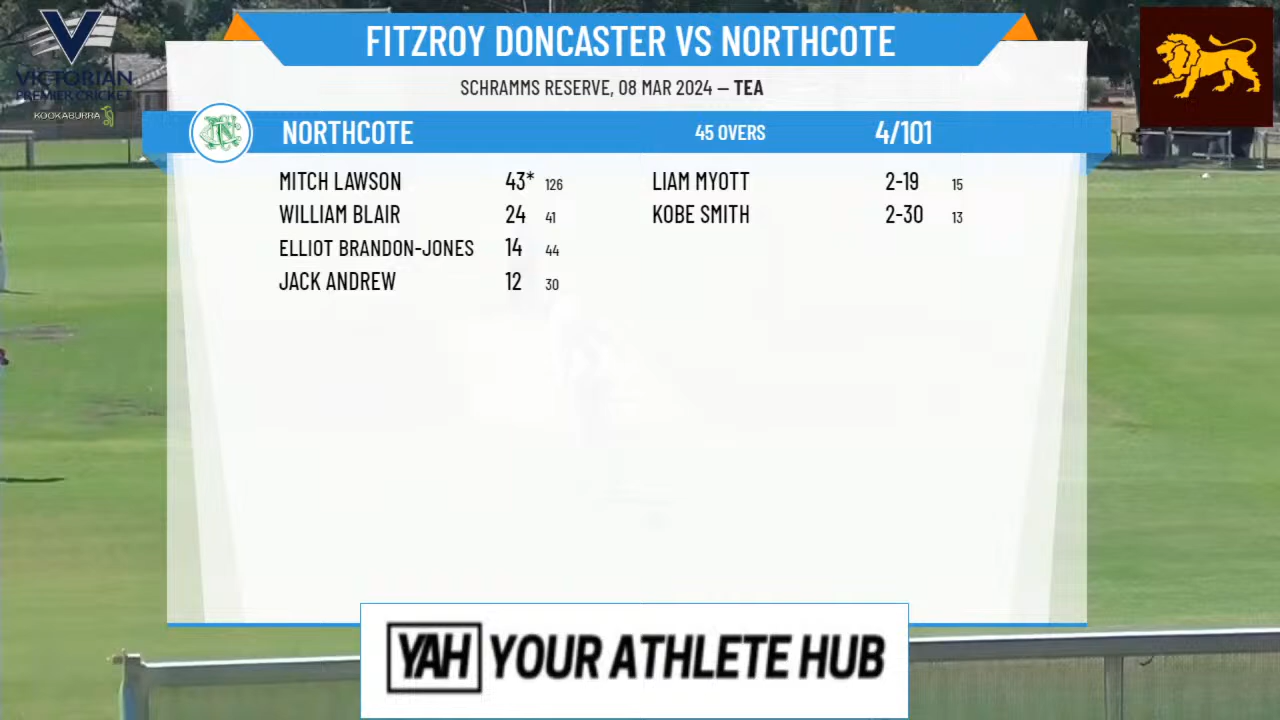 VICTORIAN
PREMIER CRICKET
KOOKABURRA
FITZROY DONCASTER VS NORTHCOTE
SCHRAMMS RESERVE, 08 MAR 2024 – TEA
NORTHCOTE 45 OVERS 4/101
MITCH LAWSON 43* 126 LIAM MYOTT 2-19 15
WILLIAM BLAIR 24 41 KOBE SMITH 2-30 13
ELLIOT BRANDON-JONES 14 44
JACK ANDREW 12 30
YAH YOUR ATHLETE HUB